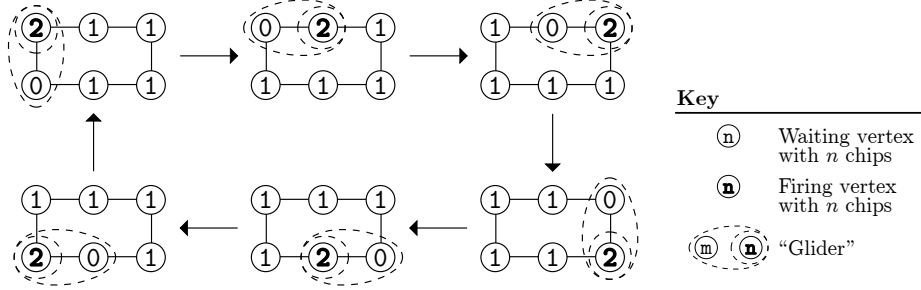 2 1 1 0 2 1 1 0 2
0 1 1 1 1 1 1 1 1
Key
n Waiting vertex
with n chips
n Firing vertex
with n chips
m n "Glider"
1 1 1 1 1 1 1 1 0
2 0 1 1 2 0 1 1 2